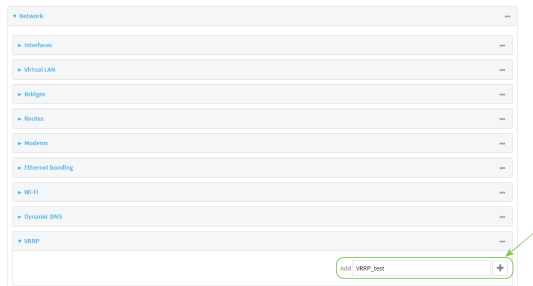 Network
Interfaces
Virtual LAN
Bridges
Routes
Modems
Ethernet bonding
Wi-Fi
Dynamic DNS
VRRP
Add VRRP_test